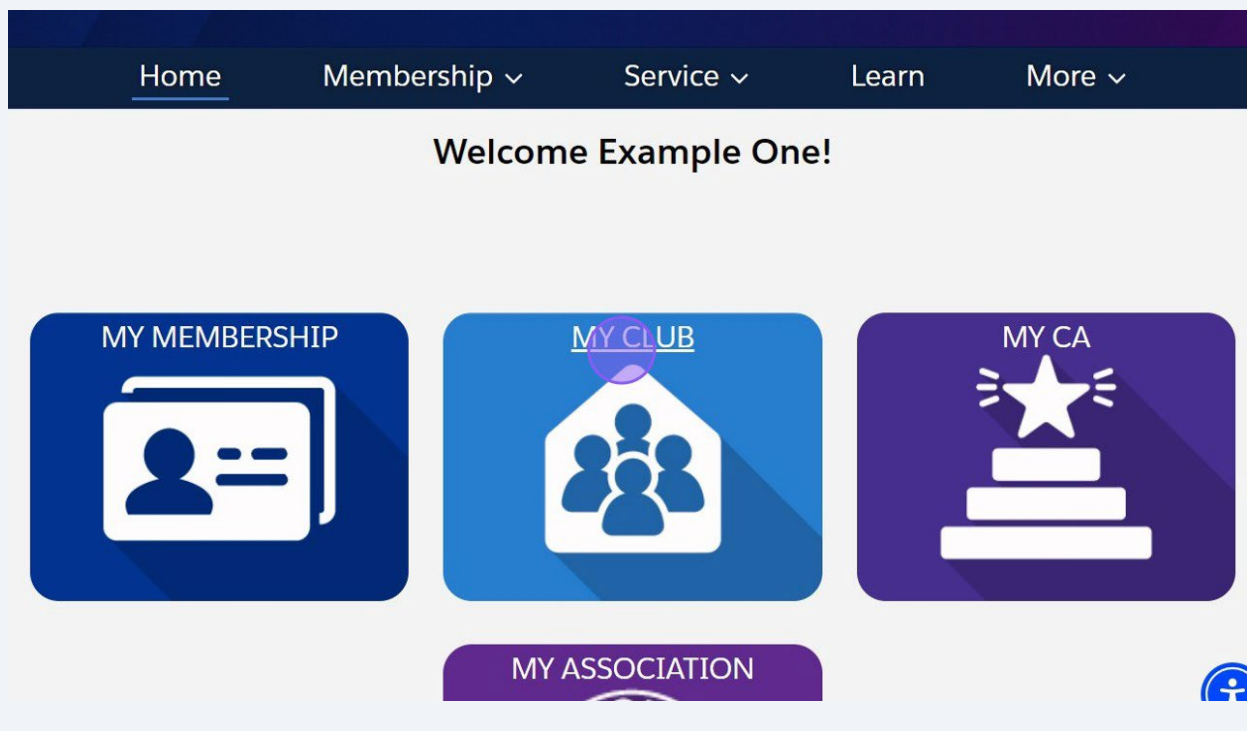 Home Membership Service Learn More
Welcome Example One!
MY MEMBERSHIP
MY CLUB
MY CA
MY ASSOCIATION